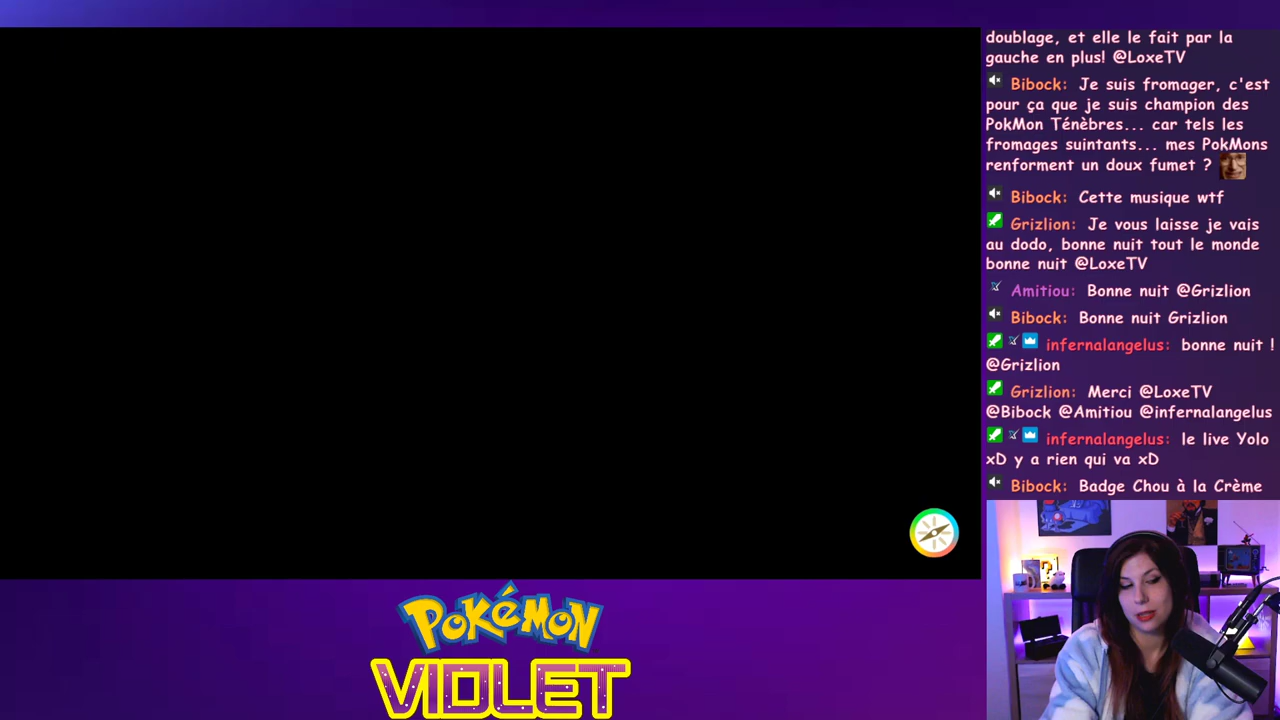 doublage, et elle le fait par la
gauche en plus! @LoxeTV
Bibock: Je suis fromager, c'est
pour ça que je suis champion des
PokMon Ténèbres... car tels les
fromages suintants... mes PokMons
renforment un doux fumet ?
Bibock: Cette musique wtf
Grizlion: Je vous laisse je vais
au dodo, bonne nuit tout le monde
bonne nuit @LoxeTV
Amitiou: Bonne nuit @Grizlion
Bibock: Bonne nuit Grizlion
infernalangelus: bonne nuit !
@Grizlion
Grizlion: Merci @LoxeTV
@Bibock @Amitiou @infernalangelus
infernalangelus: le live Yolo
xD y a rien qui va xD
Bibock: Badge Chou à la Crème
POKéMON
VIOLET